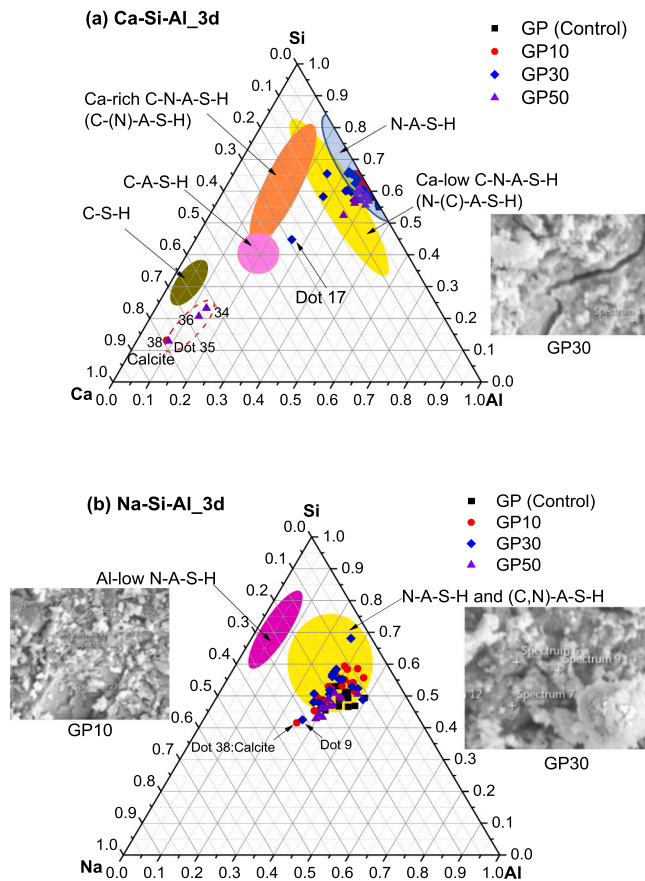 (a) Ca-Si-Al_3d
GP (Control)
GP10
GP30
GP50
Si
0.0
0.1
0.2
0.3
0.4
0.5
0.6
0.7
0.8
0.9
1.0
1.0
0.9
0.8
0.7
0.6
0.5
0.4
0.3
0.2
0.1
0.0
Ca-rich C-N-A-S-H
(C-(N)-A-S-H)
N-A-S-H
C-A-S-H
Ca-low C-N-A-S-H
(N-(C)-A-S-H)
C-S-H
Dot 17
36
34
38
Dot 35
Calcite
Spectrum
GP30
Ca
0.0 0.1 0.2 0.3 0.4 0.5 0.6 0.7 0.8 0.9 1.0
Al
(b) Na-Si-Al_3d
GP (Control)
GP10
GP30
GP50
Si
0.0
0.1
0.2
0.3
0.4
0.5
0.6
0.7
0.8
0.9
1.0
1.0
0.9
0.8
0.7
0.6
0.5
0.4
0.3
0.2
0.1
0.0
Al-low N-A-S-H
N-A-S-H and (C,N)-A-S-H
Spectrum 9
12
Spectrum 7
GP10
GP30
Dot 38:Calcite
Dot 9
Na
0.0 0.1 0.2 0.3 0.4 0.5 0.6 0.7 0.8 0.9 1.0
Al